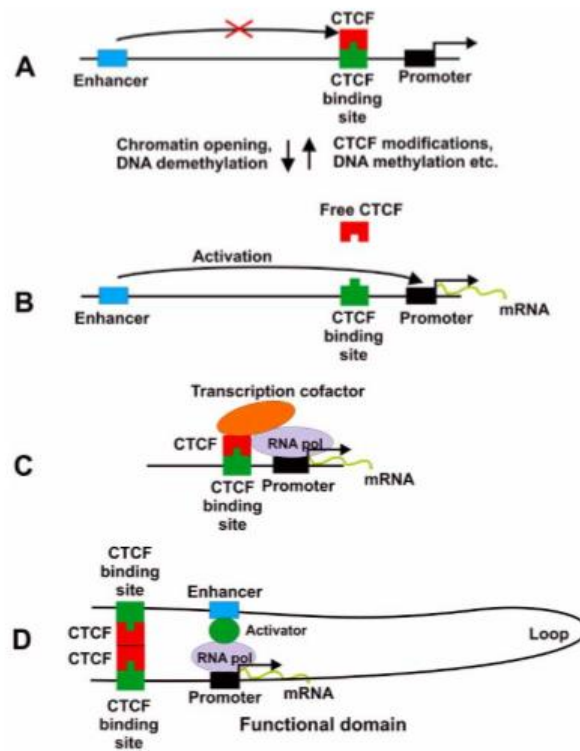 CTCF
A
Enhancer
CTCF
binding
site
Promoter
Chromatin opening,
DNA demethylation
CTCF modifications,
DNA methylation etc.
Free CTCF
Activation
B
Enhancer
CTCF
binding
site
Promoter
mRNA
Transcription cofactor
CTCF
RNA pol
C
CTCF
binding
site
Promoter
mRNA
CTCF
binding
site
Enhancer
D
CTCF
CTCF
Activator
Loop
RNA pol
CTCF
binding
site
Promoter
mRNA
Functional domain